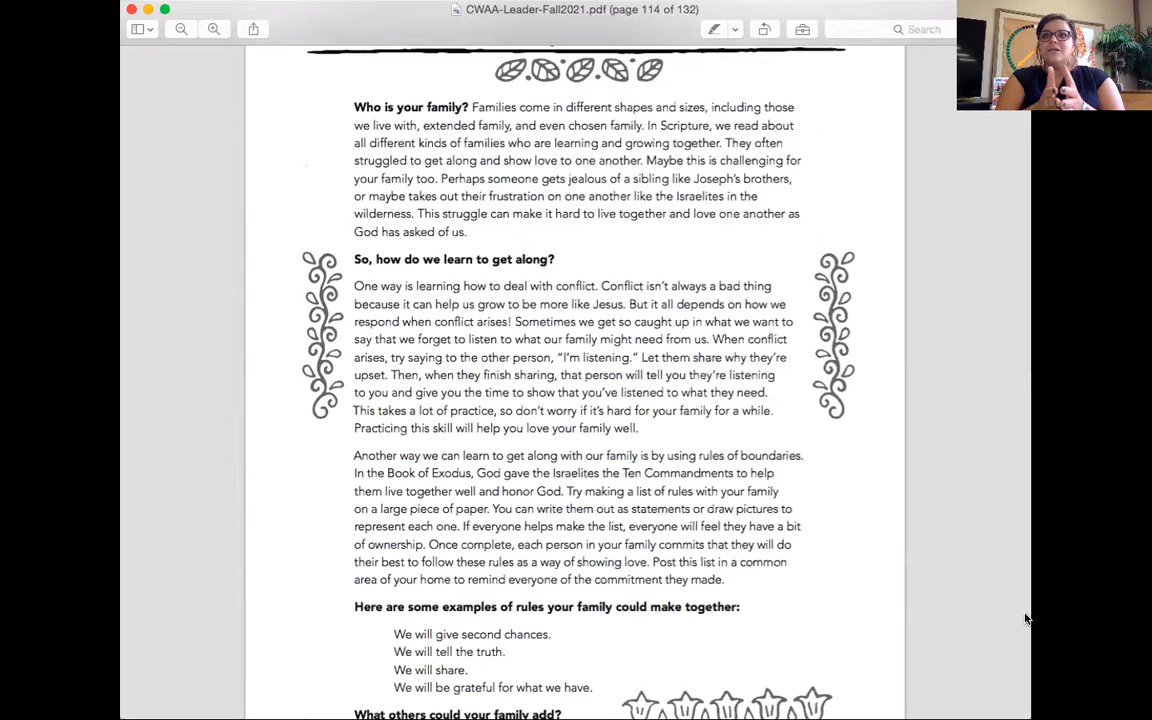 CWAA-Leader-Fall2021.pdf (page 114 of 132)
Search
Who is your family? Families come in different shapes and sizes, including those
we live with, extended family, and even chosen family. In Scripture, we read about
all different kinds of families who are learning and growing together. They often
struggled to get along and show love to one another. Maybe this is challenging for
your family too. Perhaps someone gets jealous of a sibling like Joseph's brothers,
or maybe takes out their frustration on one another like the Israelites in the
wilderness. This struggle can make it hard to live together and love one another as
God has asked of us.
So, how do we learn to get along?
One way is learning how to deal with conflict. Conflict isn't always a bad thing
because it can help us grow to be more like Jesus. But it all depends on how we
respond when conflict arises! Sometimes we get so caught up in what we want to
say that we forget to listen to what our family might need from us. When conflict
arises, try saying to the other person, "I'm listening." Let them share why they're
upset. Then, when they finish sharing, that person will tell you they're listening
to you and give you the time to show that you've listened to what they need.
This takes a lot of practice, so don't worry if it's hard for your family for a while.
Practicing this skill will help you love your family well.
Another way we can learn to get along with our family is by using rules of boundaries.
In the Book of Exodus, God gave the Israelites the Ten Commandments to help
them live together well and honor God. Try making a list of rules with your family
on a large piece of paper. You can write them out as statements or draw pictures to
represent each one. If everyone helps make the list, everyone will feel they have a bit
of ownership. Once complete, each person in your family commits that they will do
their best to follow these rules as a way of showing love. Post this list in a common
area of your home to remind everyone of the commitment they made.
Here are some examples of rules your family could make together:
We will give second chances.
We will tell the truth.
We will share.
We will be grateful for what we have.
What others could your family add?